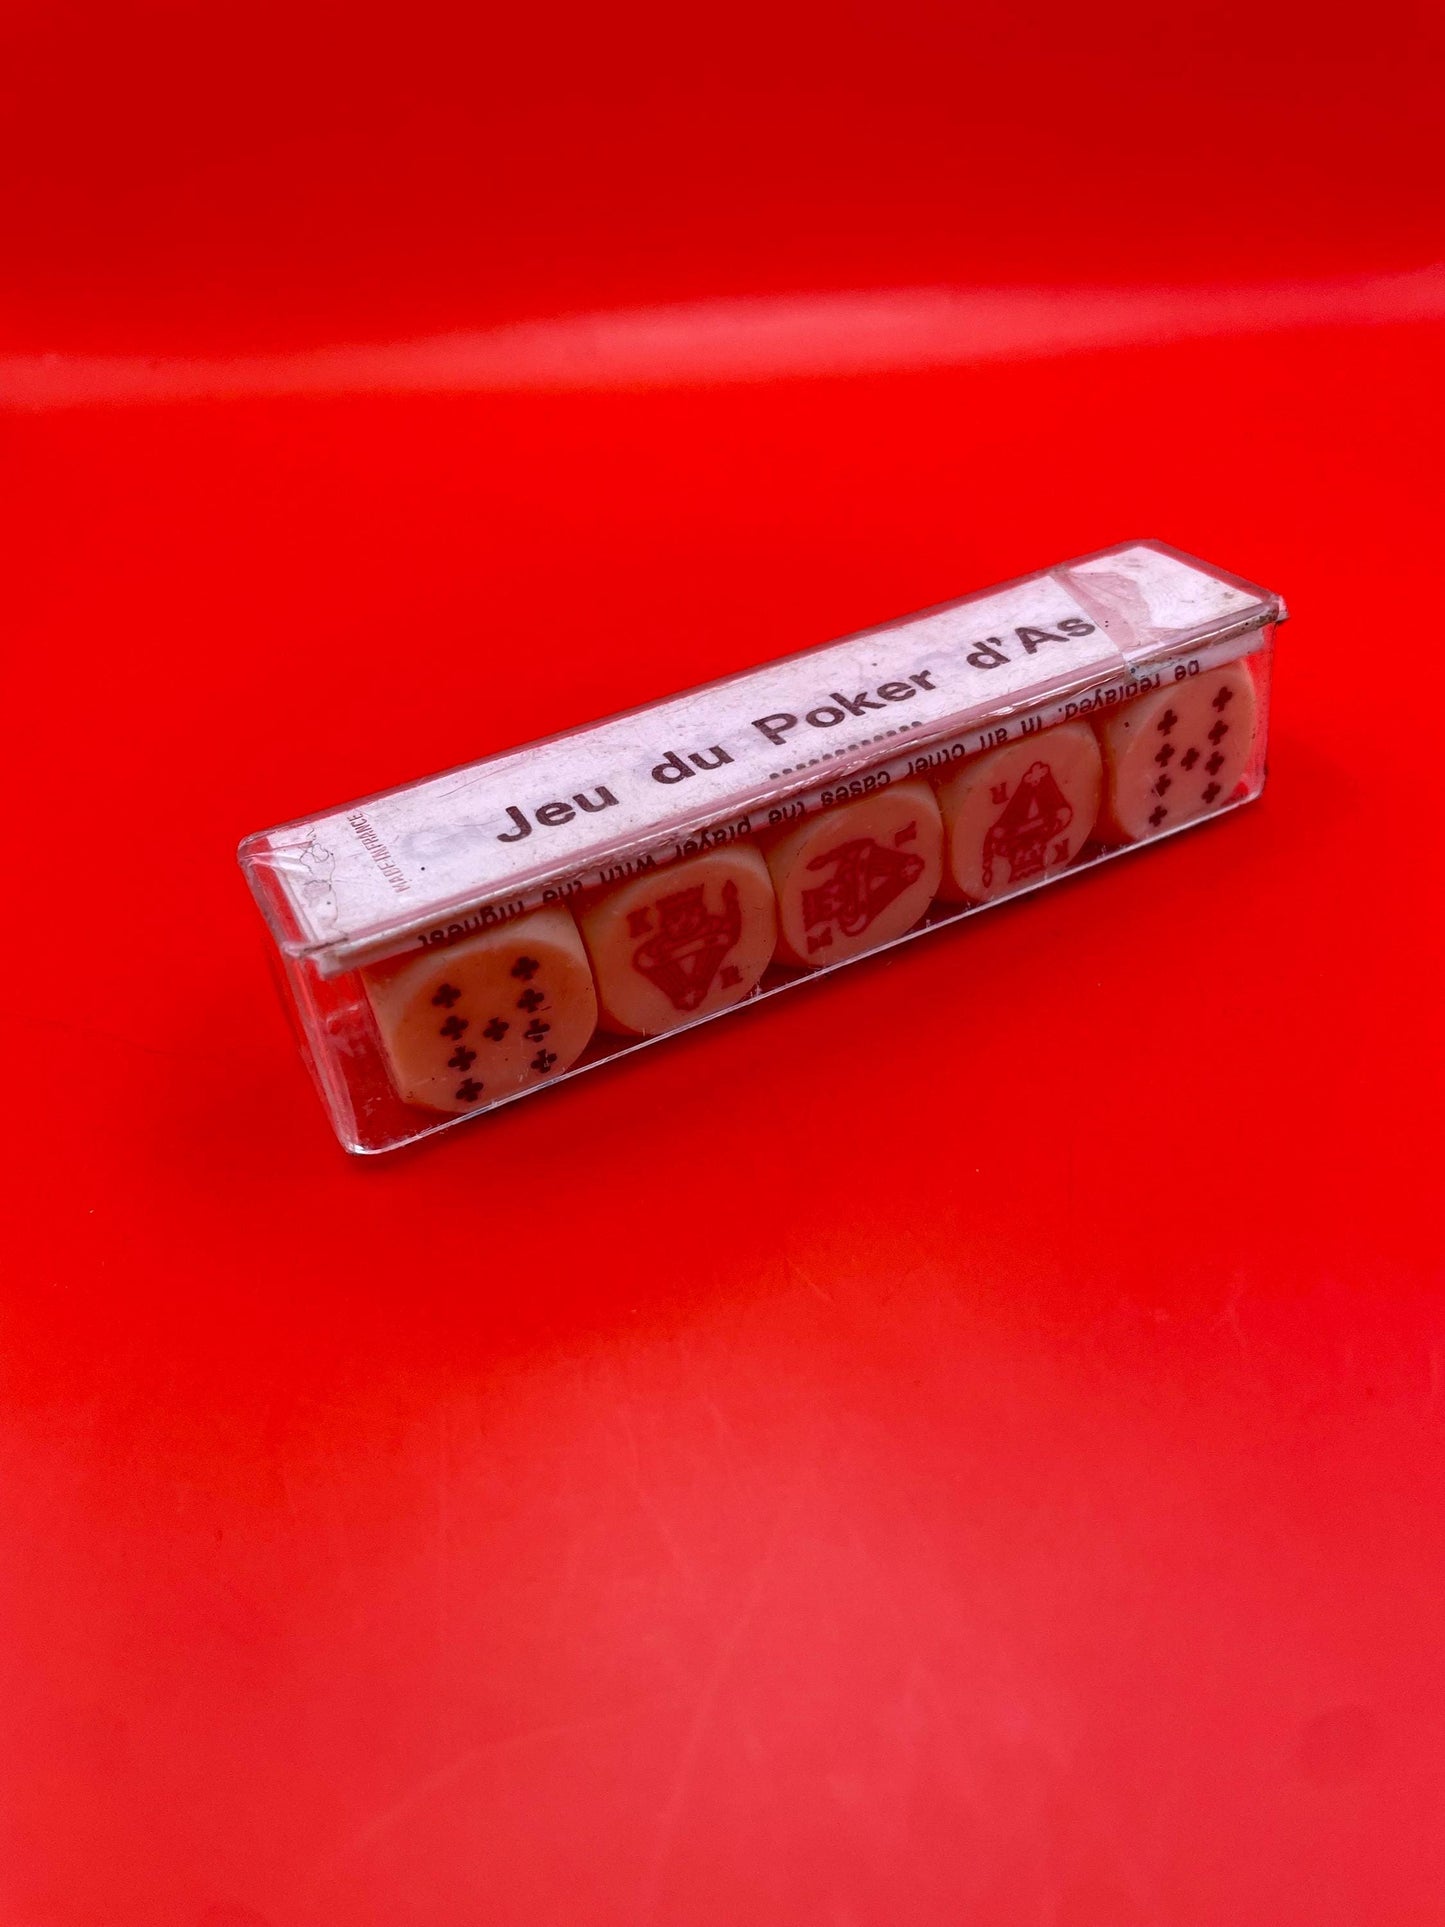 Jeu du Poker d'As
MADE IN FRANCE
be replayed. In all other cases the player with the highest
K
R
K
R
K